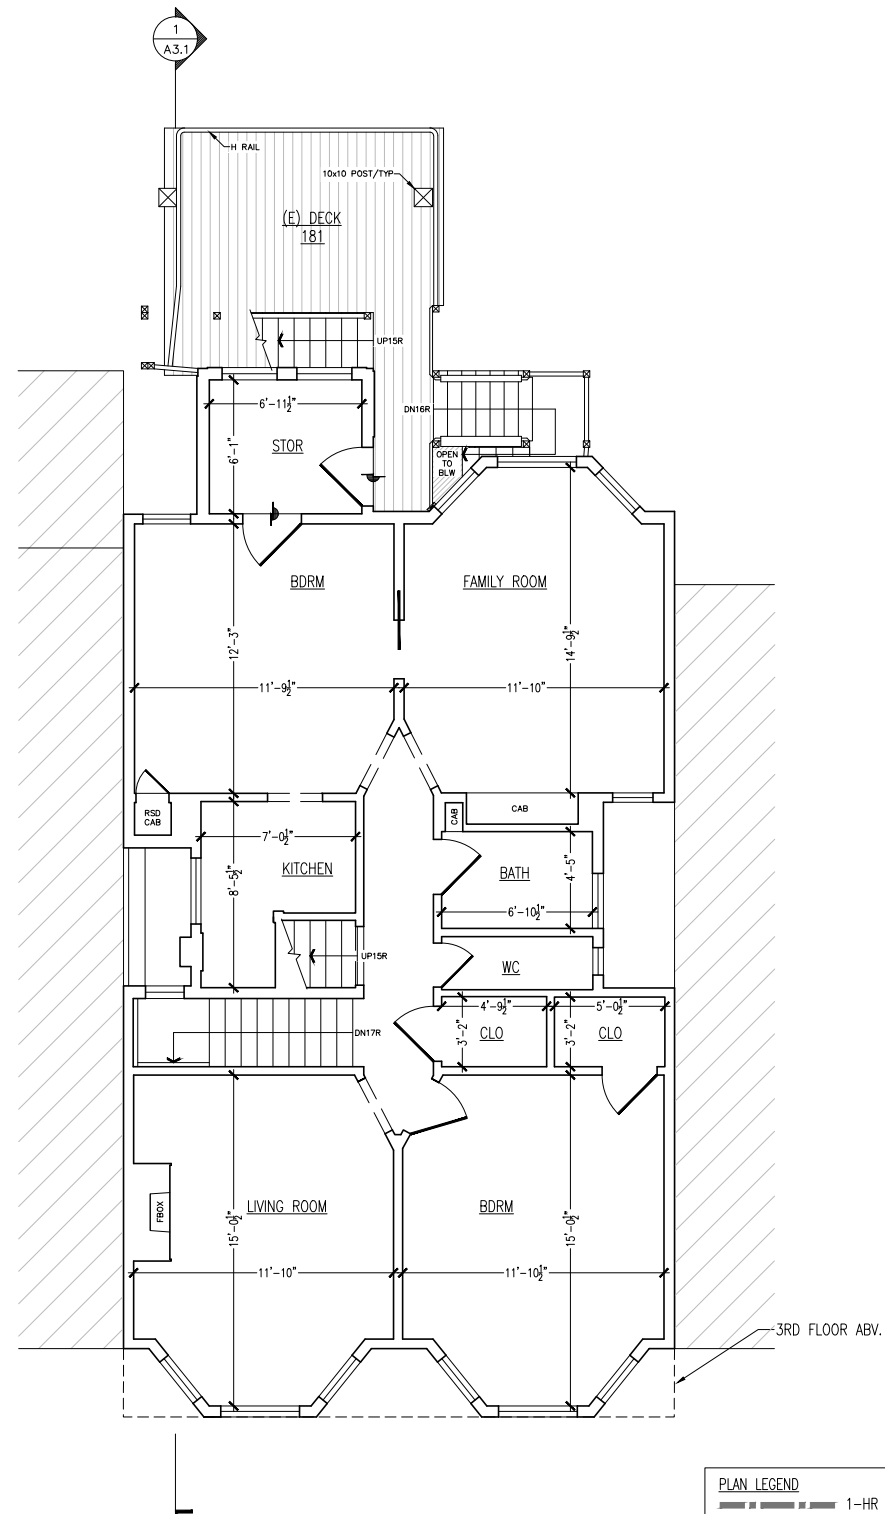 1
A3.1
H RAIL
10x10 POST/TYP
(E) DECK
181
UP15R
6'-11½"
DN16R
6'-1"
STOR
OPEN
TO
BLW
BDRM
FAMILY ROOM
12'-3"
14'-9½"
11'-9½"
11'-10"
RSD
CAB
CAB
CAB
7'-0½"
KITCHEN
8'-5½"
BATH
4'-5"
6'-10½"
UP15R
WC
4'-9½"
5'-0½"
3'-2"
CLO
3'-2"
CLO
DN17R
LIVING ROOM
BDRM
FBOX
15'-0½"
15'-0½"
11'-10"
11'-10½"
3RD FLOOR ABV.
PLAN LEGEND
1-HR